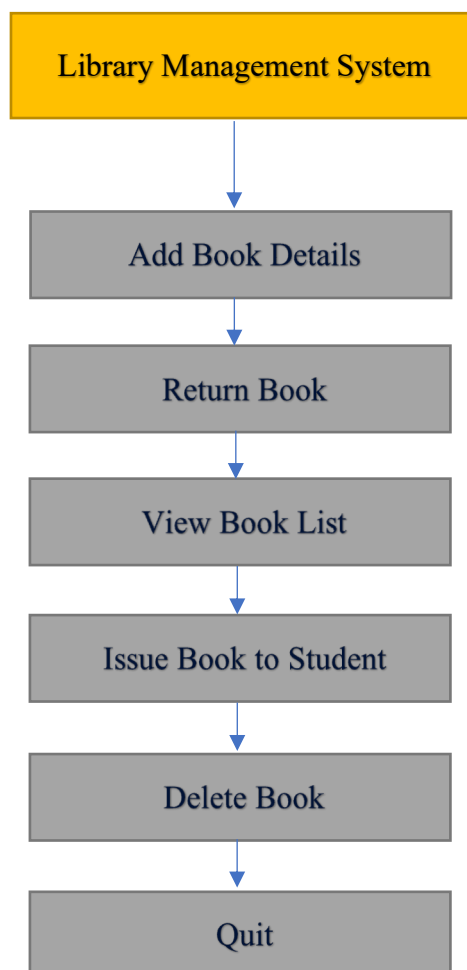 Library Management System
Add Book Details
Return Book
View Book List
Issue Book to Student
Delete Book
Quit